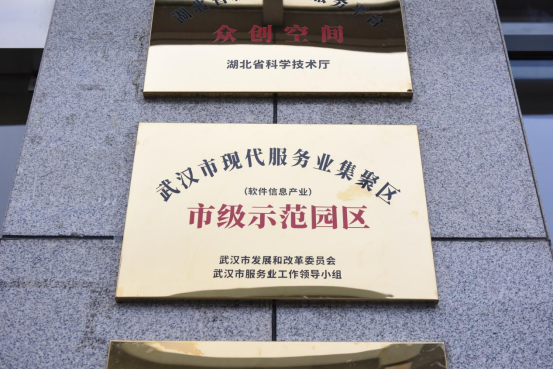 众创空间
湖北省科学技术厅
武汉市现代服务业集聚区
(软件信息产业)
市级示范园区
武汉市发展和改革委员会
武汉市服务业工作领导小组